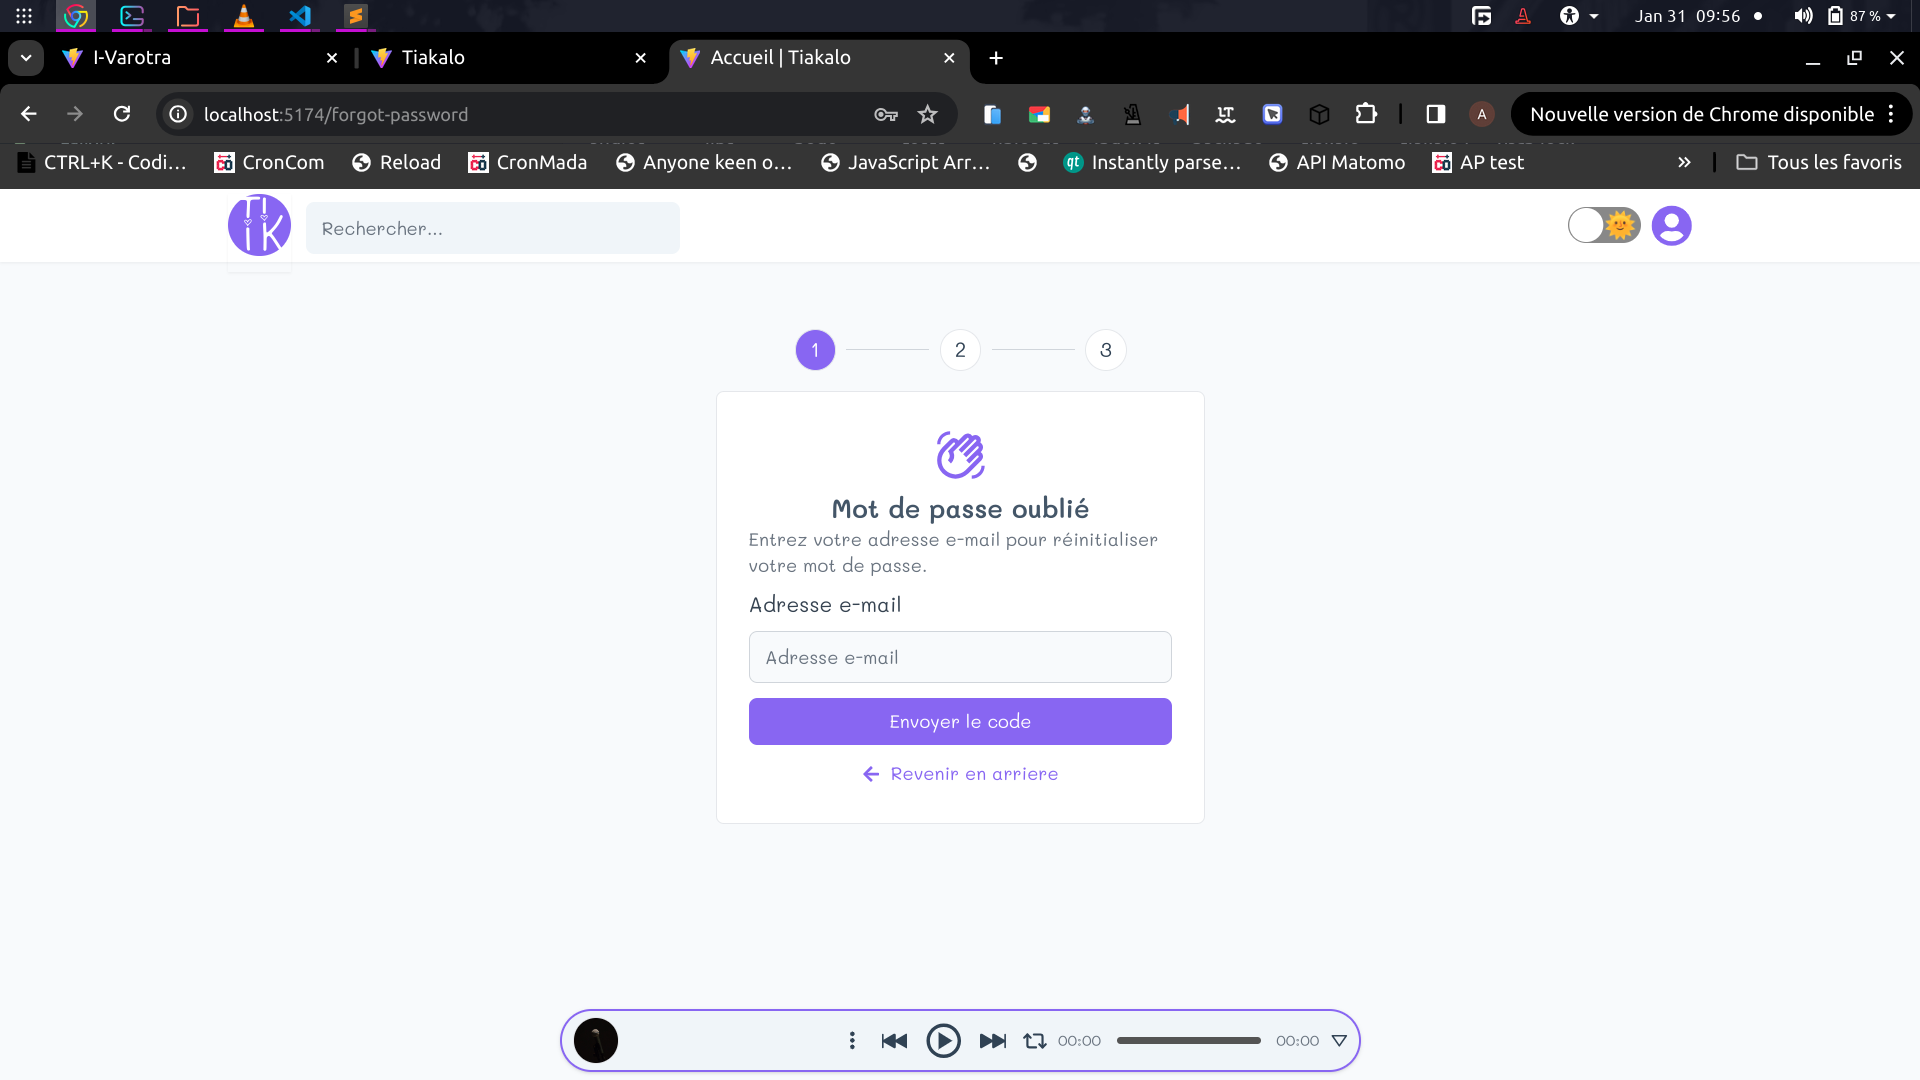 Jan 31 09:56
87 %
I-Varotra
Tiakalo
Accueil | Tiakalo
localhost:5174/forgot-password
A
Nouvelle version de Chrome disponible
CTRL+K - Codi...
CronCom
Reload
CronMada
Anyone keen o...
JavaScript Arr...
qt
Instantly parse...
API Matomo
AP test
Tous les favoris
TI
iK
Rechercher...
1
2
3
Mot de passe oublié
Entrez votre adresse e-mail pour réinitialiser
votre mot de passe.
Adresse e-mail
Adresse e-mail
Envoyer le code
Revenir en arriere
00:00
00:00